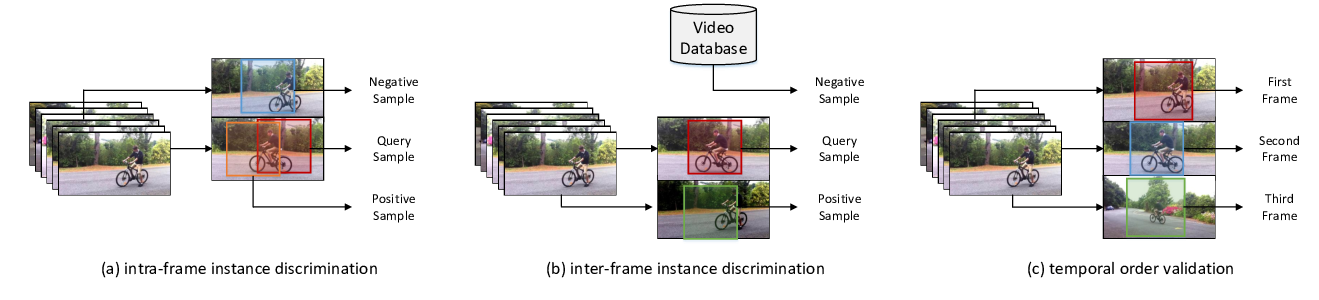 Negative
Sample
Query
Sample
Positive
Sample
(a) intra-frame instance discrimination
Video
Database
Negative
Sample
Query
Sample
Positive
Sample
(b) inter-frame instance discrimination
First
Frame
Second
Frame
Third
Frame
(c) temporal order validation